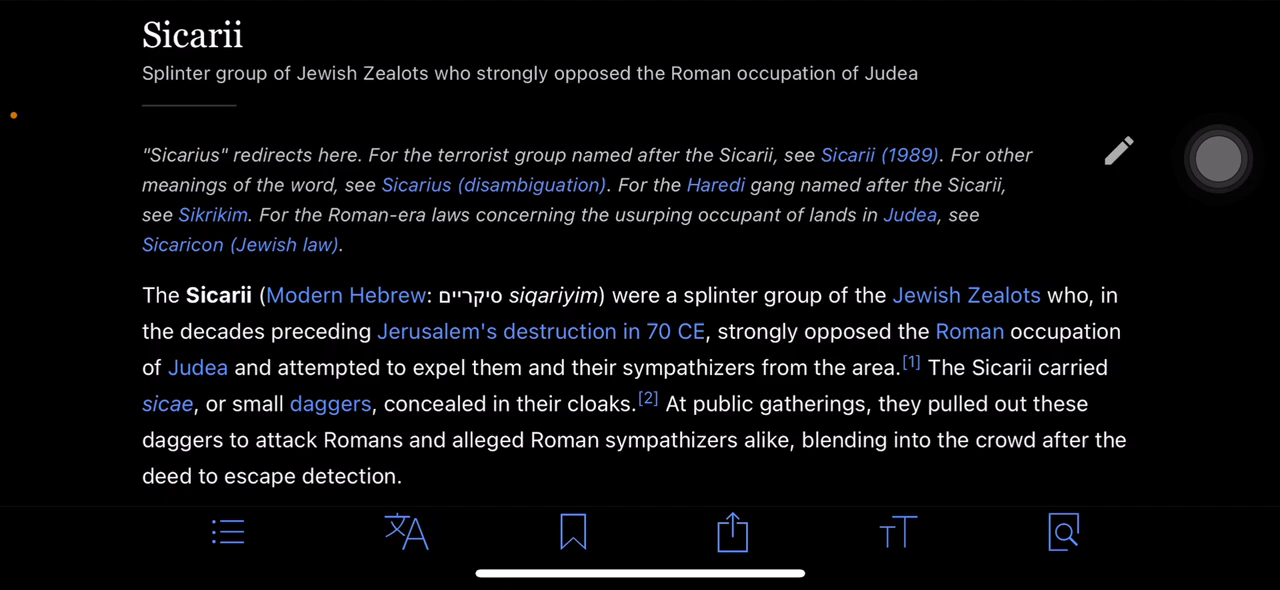 Sicarii
Splinter group of Jewish Zealots who strongly opposed the Roman occupation of Judea
"Sicarius" redirects here. For the terrorist group named after the Sicarii, see Sicarii (1989). For other
meanings of the word, see Sicarius (disambiguation). For the Haredi gang named after the Sicarii,
see Sikrikim. For the Roman-era laws concerning the usurping occupant of lands in Judea, see
Sicaricon (Jewish law).
The Sicarii (Modern Hebrew: סיקריים siqariyim) were a splinter group of the Jewish Zealots who, in
the decades preceding Jerusalem's destruction in 70 CE, strongly opposed the Roman occupation
of Judea and attempted to expel them and their sympathizers from the area.[1] The Sicarii carried
sicae, or small daggers, concealed in their cloaks.[2] At public gatherings, they pulled out these
daggers to attack Romans and alleged Roman sympathizers alike, blending into the crowd after the
deed to escape detection.